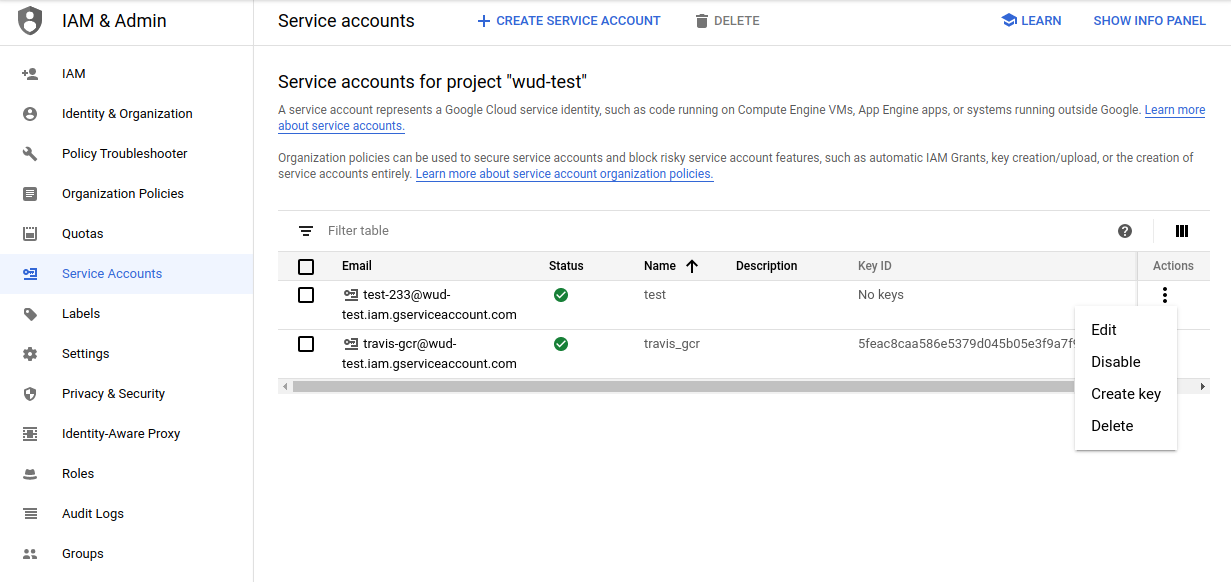 IAM & Admin
Service accounts
CREATE SERVICE ACCOUNT
DELETE
LEARN
SHOW INFO PANEL
IAM
Identity & Organization
Policy Troubleshooter
Organization Policies
Quotas
Service Accounts
Labels
Settings
Privacy & Security
Identity-Aware Proxy
Roles
Audit Logs
Groups
Service accounts for project "wud-test"
A service account represents a Google Cloud service identity, such as code running on Compute Engine VMs, App Engine apps, or systems running outside Google. Learn more
about service accounts.
Organization policies can be used to secure service accounts and block risky service account features, such as automatic IAM Grants, key creation/upload, or the creation of
service accounts entirely. Learn more about service account organization policies.
Filter table
Email Status Name Description Key ID Actions
test-233@wud- test No keys
test.iam.gserviceaccount.com
travis-gcr@wud- travis_gcr 5feac8caa586e5379d045b05e3f9a7f9
test.iam.gserviceaccount.com
Edit
Disable
Create key
Delete